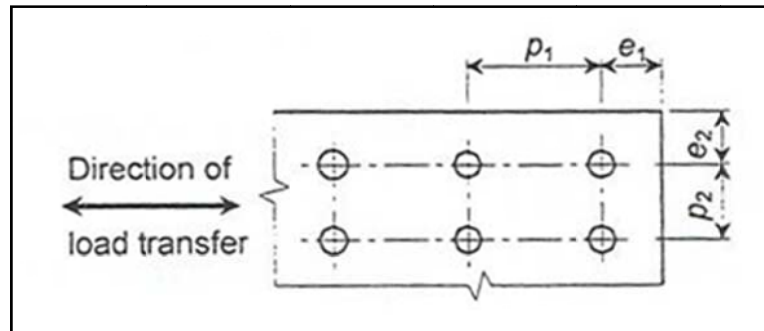 p₁
e₁
e₂
Direction of
p₂
load transfer